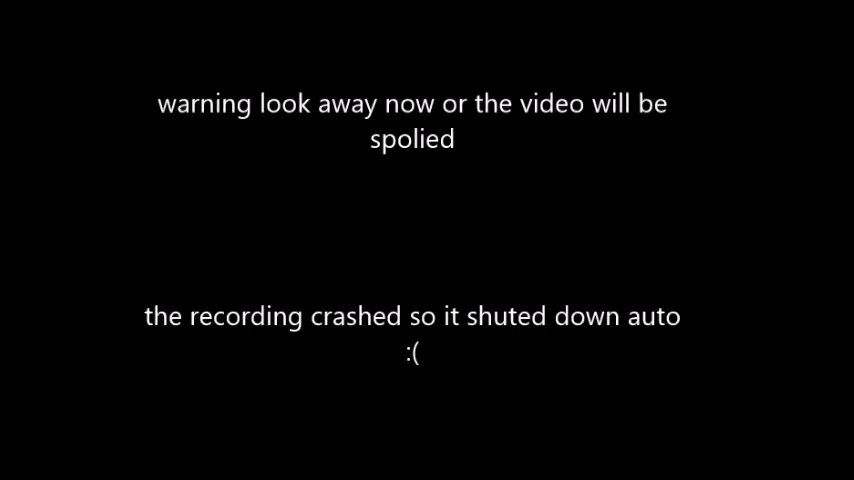 warning look away now or the video will be
spolied
the recording crashed so it shuted down auto
:(